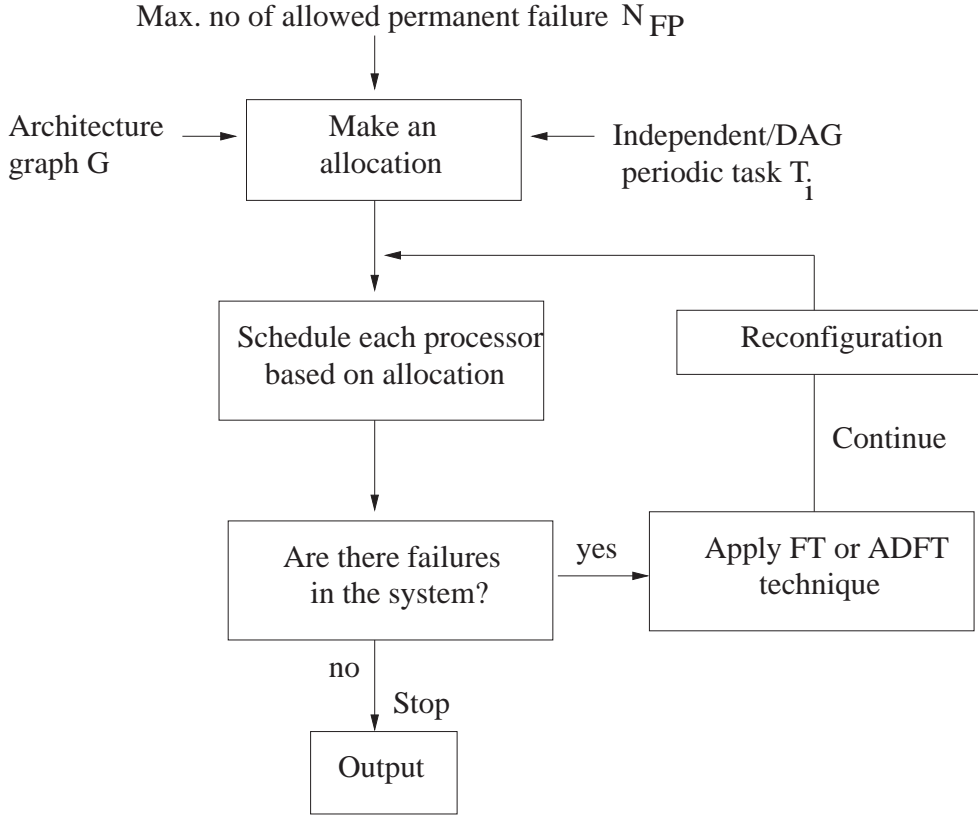 Max. no of allowed permanent failure N_FP
Architecture
graph G
Make an
allocation
Independent/DAG
periodic task T_i
Schedule each processor
based on allocation
Reconfiguration
Continue
Are there failures
in the system?
yes
Apply FT or ADFT
technique
no
Stop
Output